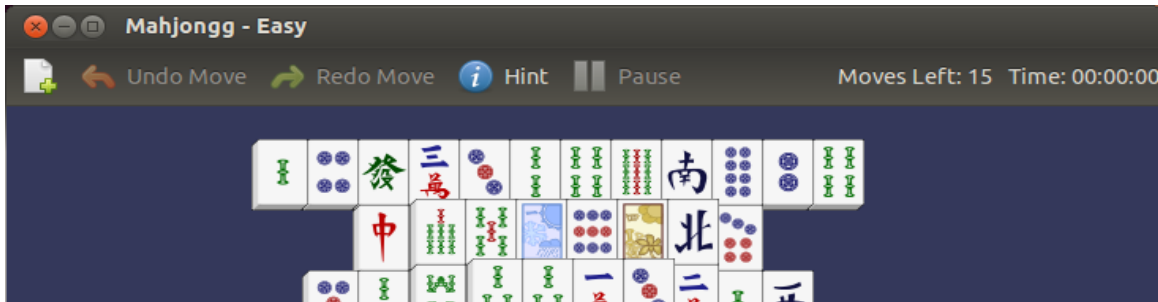 Mahjongg - Easy
Undo Move Redo Move Hint Pause Moves Left: 15 Time: 00:00:00
發 三萬 南
中 北
一 二